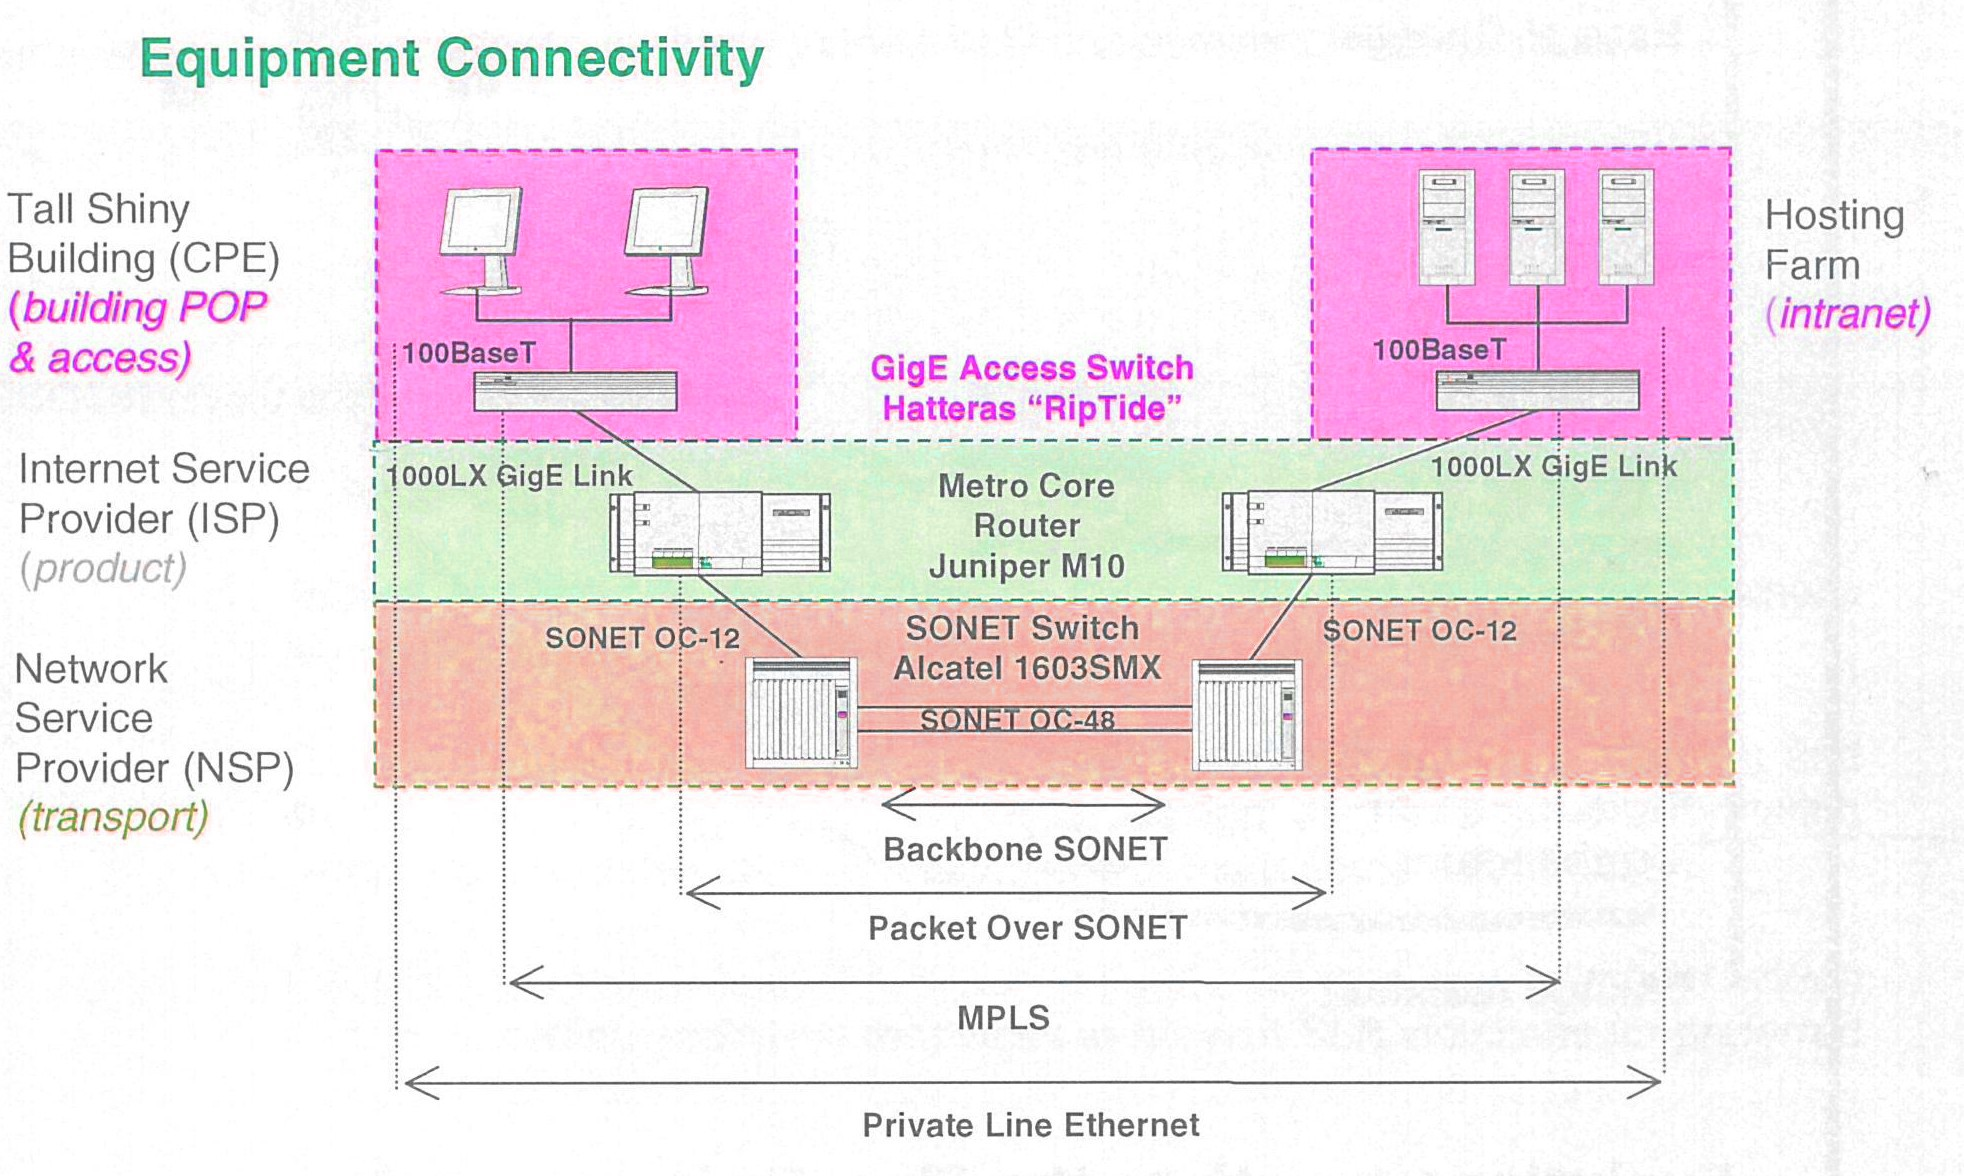 Equipment Connectivity
Tall Shiny
Building (CPE)
(building POP
& access)
Hosting
Farm
(intranet)
100BaseT
100BaseT
GigE Access Switch
Hatteras “RipTide”
Internet Service
Provider (ISP)
(product)
1000LX GigE Link
Metro Core
Router
Juniper M10
1000LX GigE Link
Network
Service
Provider (NSP)
(transport)
SONET OC-12
SONET Switch
Alcatel 1603SMX
SONET OC-12
SONET OC-48
Backbone SONET
Packet Over SONET
MPLS
Private Line Ethernet